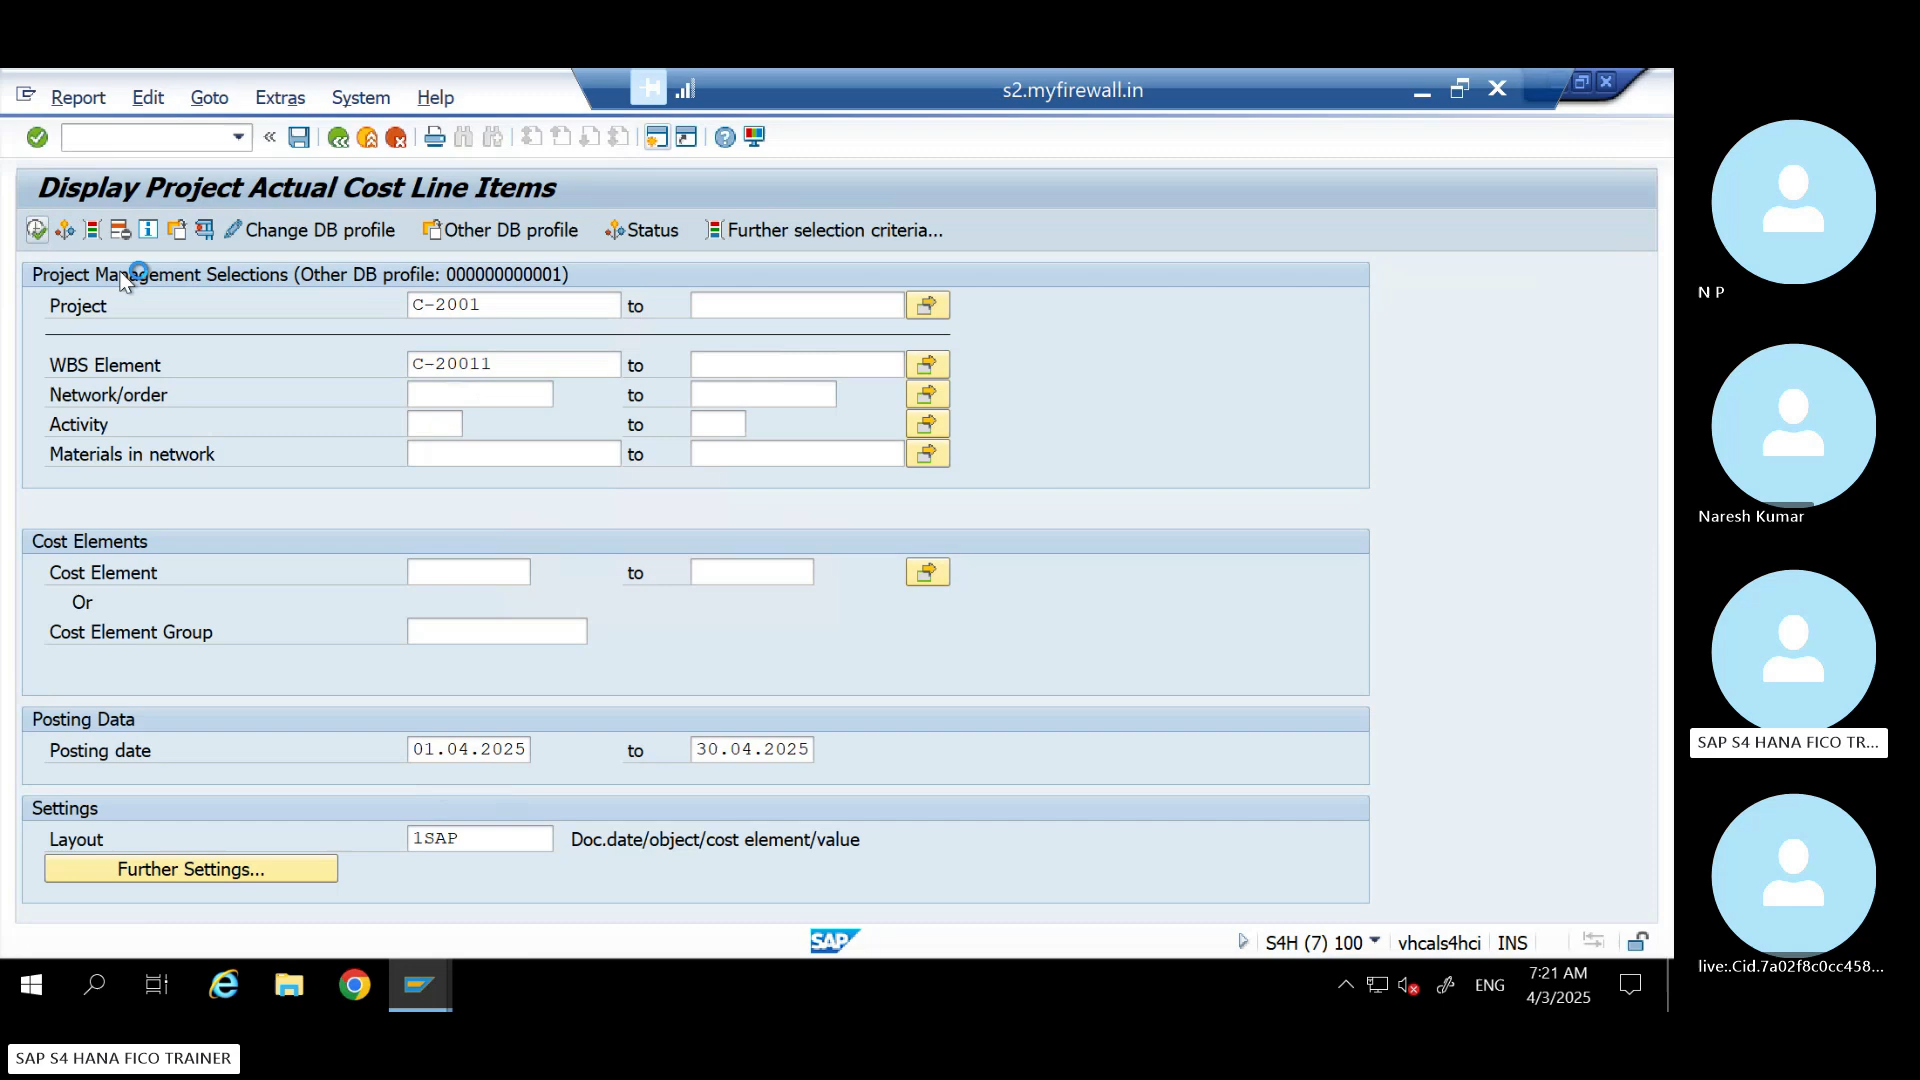 Report Edit Goto Extras System Help
s2.myfirewall.in
Display Project Actual Cost Line Items
Change DB profile Other DB profile Status Further selection criteria...
Project Management Selections (Other DB profile: 000000000001)
Project C-2001 to
WBS Element C-20011 to
Network/order to
Activity to
Materials in network to
Cost Elements
Cost Element to
Or
Cost Element Group
Posting Data
Posting date 01.04.2025 to 30.04.2025
Settings
Layout 1SAP Doc.date/object/cost element/value
Further Settings...
SAP S4H (7) 100 vhcals4hci INS
ENG 7:21 AM
4/3/2025
SAP S4 HANA FICO TRAINER
N P
Naresh Kumar
SAP S4 HANA FICO TR...
live:.Cid.7a02f8c0cc458...